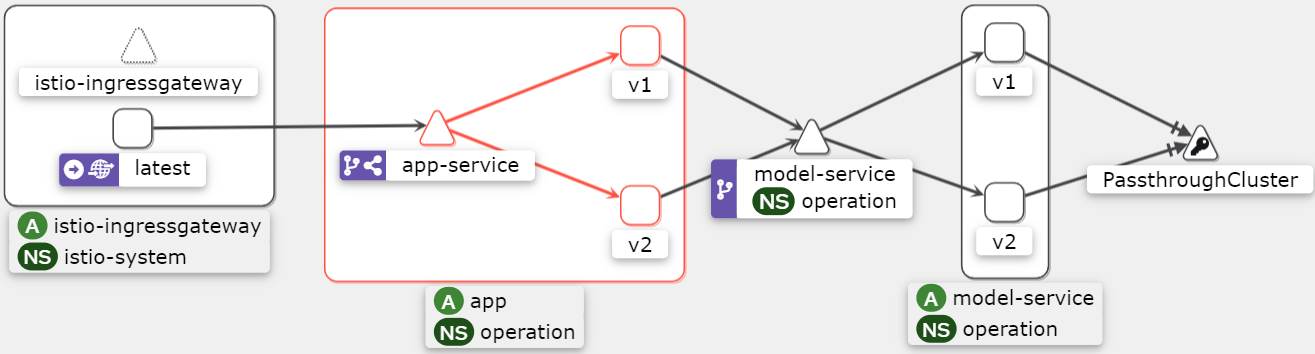 istio-ingressgateway
latest
A istio-ingressgateway
NS istio-system
app-service
v1
v2
A app
NS operation
model-service
NS operation
v1
v2
A model-service
NS operation
PassthroughCluster